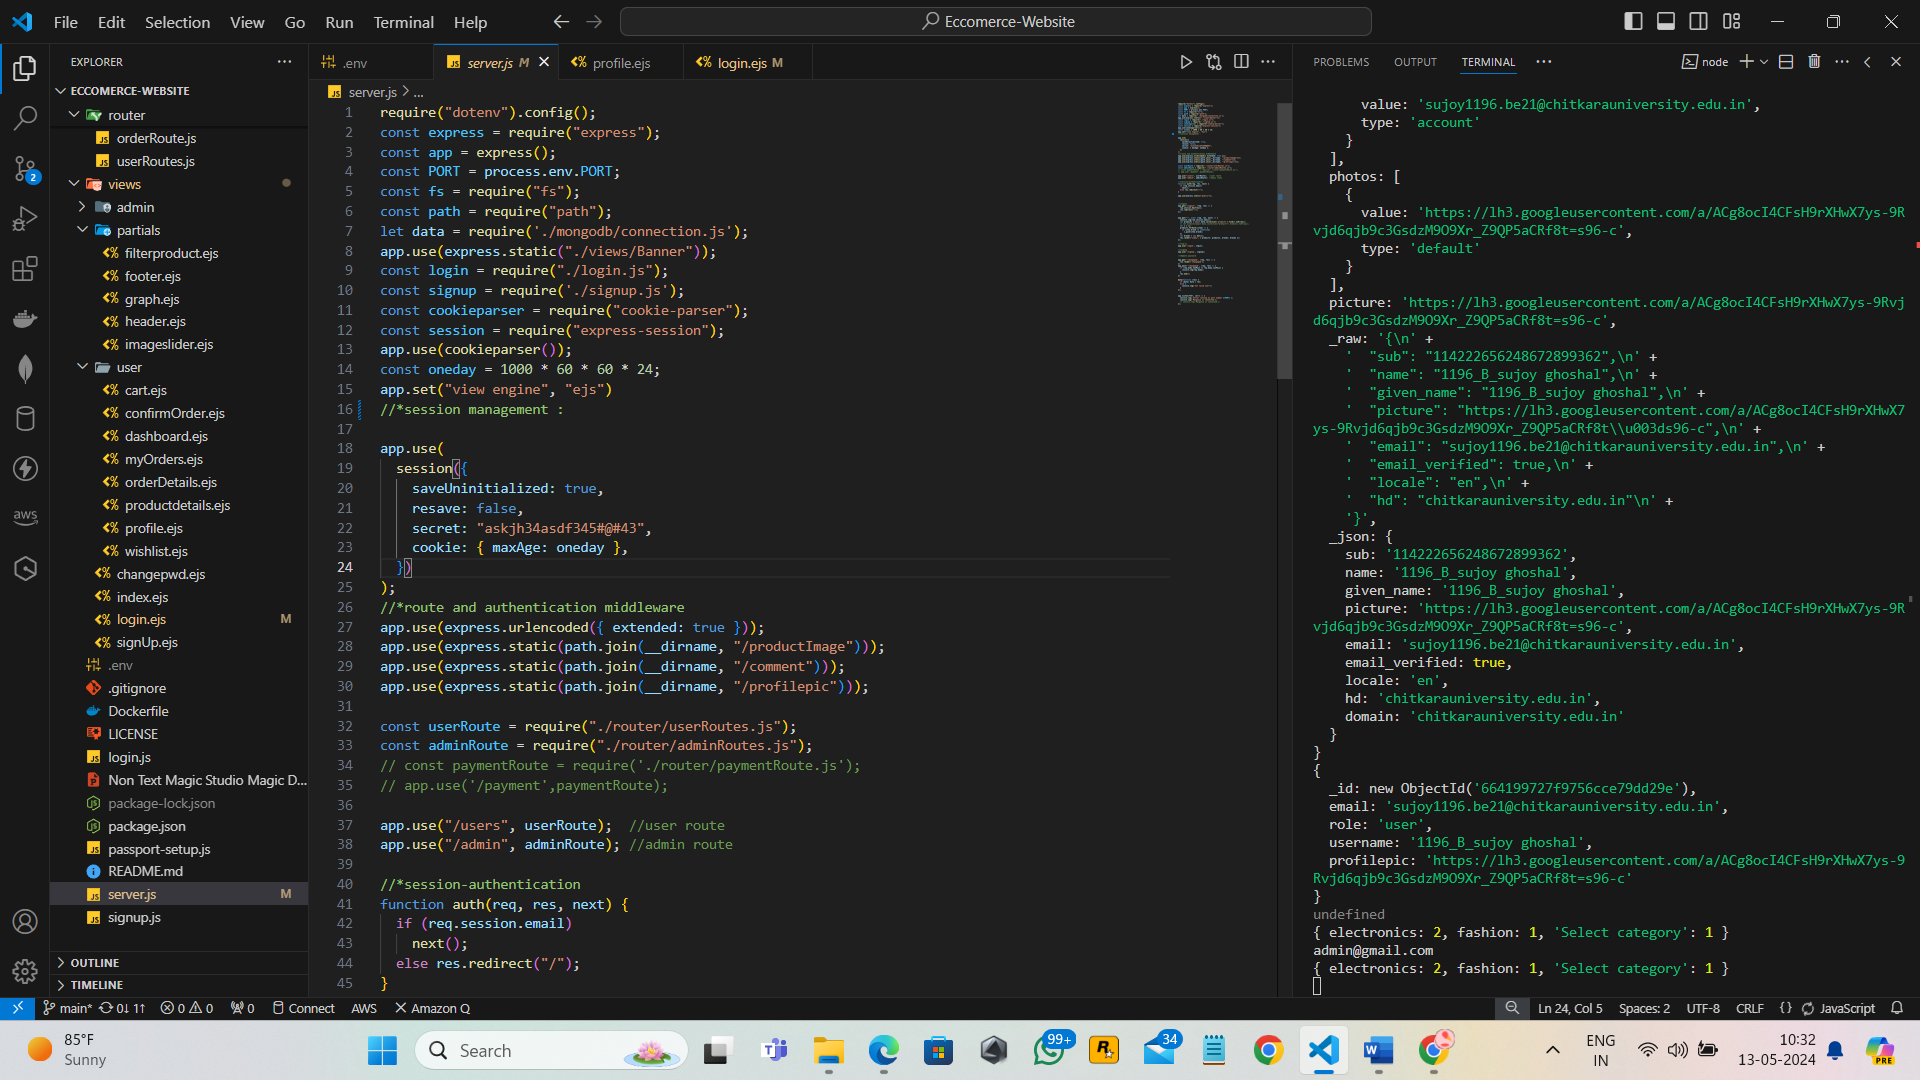 File Edit Selection View Go Run Terminal Help
Eccomerce-Website
EXPLORER
ECCOMERCE-WEBSITE
router
orderRoute.js
userRoutes.js
views
admin
partials
filterproduct.ejs
footer.ejs
graph.ejs
header.ejs
imageslider.ejs
user
cart.ejs
confirmOrder.ejs
dashboard.ejs
myOrders.ejs
orderDetails.ejs
productdetails.ejs
profile.ejs
wishlist.ejs
changepwd.ejs
index.ejs
login.ejs M
signUp.ejs
.env
.gitignore
Dockerfile
LICENSE
login.js
Non Text Magic Studio Magic D...
package-lock.json
package.json
passport-setup.js
README.md
server.js M
signup.js
OUTLINE
TIMELINE
2
aws
.env
server.js M
profile.ejs
login.ejs M
server.js > ...
1 require("dotenv").config();
2 const express = require("express");
3 const app = express();
4 const PORT = process.env.PORT;
5 const fs = require("fs");
6 const path = require("path");
7 let data = require('./mongodb/connection.js');
8 app.use(express.static("./views/Banner"));
9 const login = require("./login.js");
10 const signup = require('./signup.js');
11 const cookieparser = require("cookie-parser");
12 const session = require("express-session");
13 app.use(cookieparser());
14 const oneday = 1000 * 60 * 60 * 24;
15 app.set("view engine", "ejs")
16 //*session management :
17
18 app.use(
19 session({
20 saveUninitialized: true,
21 resave: false,
22 secret: "askjh34asdf345#@#43",
23 cookie: { maxAge: oneday },
24 })
25 );
26 //*route and authentication middleware
27 app.use(express.urlencoded({ extended: true }));
28 app.use(express.static(path.join(__dirname, "/productImage")));
29 app.use(express.static(path.join(__dirname, "/comment")));
30 app.use(express.static(path.join(__dirname, "/profilepic")));
31
32 const userRoute = require("./router/userRoutes.js");
33 const adminRoute = require("./router/adminRoutes.js");
34 // const paymentRoute = require('./router/paymentRoute.js');
35 // app.use('/payment',paymentRoute);
36
37 app.use("/users", userRoute); //user route
38 app.use("/admin", adminRoute); //admin route
39
40 //*session-authentication
41 function auth(req, res, next) {
42 if (req.session.email)
43 next();
44 else res.redirect("/");
45 }
PROBLEMS OUTPUT TERMINAL
node
value: 'sujoy1196.be21@chitkarauniversity.edu.in',
type: 'account'
}
],
photos: [
{
value: 'https://lh3.googleusercontent.com/a/ACg8ocI4CFsH9rXHwX7ys-9R
vjd6qjb9c3GsdzM9O9Xr_Z9QP5aCRf8t=s96-c',
type: 'default'
}
],
picture: 'https://lh3.googleusercontent.com/a/ACg8ocI4CFsH9rXHwX7ys-9Rvj
d6qjb9c3GsdzM9O9Xr_Z9QP5aCRf8t=s96-c',
_raw: '{\n' +
' "sub": "114222656248672899362",\n' +
' "name": "1196_B_sujoy ghoshal",\n' +
' "given_name": "1196_B_sujoy ghoshal",\n' +
' "picture": "https://lh3.googleusercontent.com/a/ACg8ocI4CFsH9rXHwX7
ys-9Rvjd6qjb9c3GsdzM9O9Xr_Z9QP5aCRf8t\\u003ds96-c",\n' +
' "email": "sujoy1196.be21@chitkarauniversity.edu.in",\n' +
' "email_verified": true,\n' +
' "locale": "en",\n' +
' "hd": "chitkarauniversity.edu.in"\n' +
'}',
_json: {
sub: '114222656248672899362',
name: '1196_B_sujoy ghoshal',
given_name: '1196_B_sujoy ghoshal',
picture: 'https://lh3.googleusercontent.com/a/ACg8ocI4CFsH9rXHwX7ys-9R
vjd6qjb9c3GsdzM9O9Xr_Z9QP5aCRf8t=s96-c',
email: 'sujoy1196.be21@chitkarauniversity.edu.in',
email_verified: true,
locale: 'en',
hd: 'chitkarauniversity.edu.in',
domain: 'chitkarauniversity.edu.in'
}
}
{
_id: new ObjectId('664199727f9756cce79dd29e'),
email: 'sujoy1196.be21@chitkarauniversity.edu.in',
role: 'user',
username: '1196_B_sujoy ghoshal',
profilepic: 'https://lh3.googleusercontent.com/a/ACg8ocI4CFsH9rXHwX7ys-9
Rvjd6qjb9c3GsdzM9O9Xr_Z9QP5aCRf8t=s96-c'
}
undefined
{ electronics: 2, fashion: 1, 'Select category': 1 }
admin@gmail.com
{ electronics: 2, fashion: 1, 'Select category': 1 }
main* 0↓ 1↑ 0 0 0 Connect AWS Amazon Q
Ln 24, Col 5 Spaces: 2 UTF-8 CRLF {} JavaScript
85°F
Sunny
Search
99+
34
ENG
IN
10:32
13-05-2024
PRE